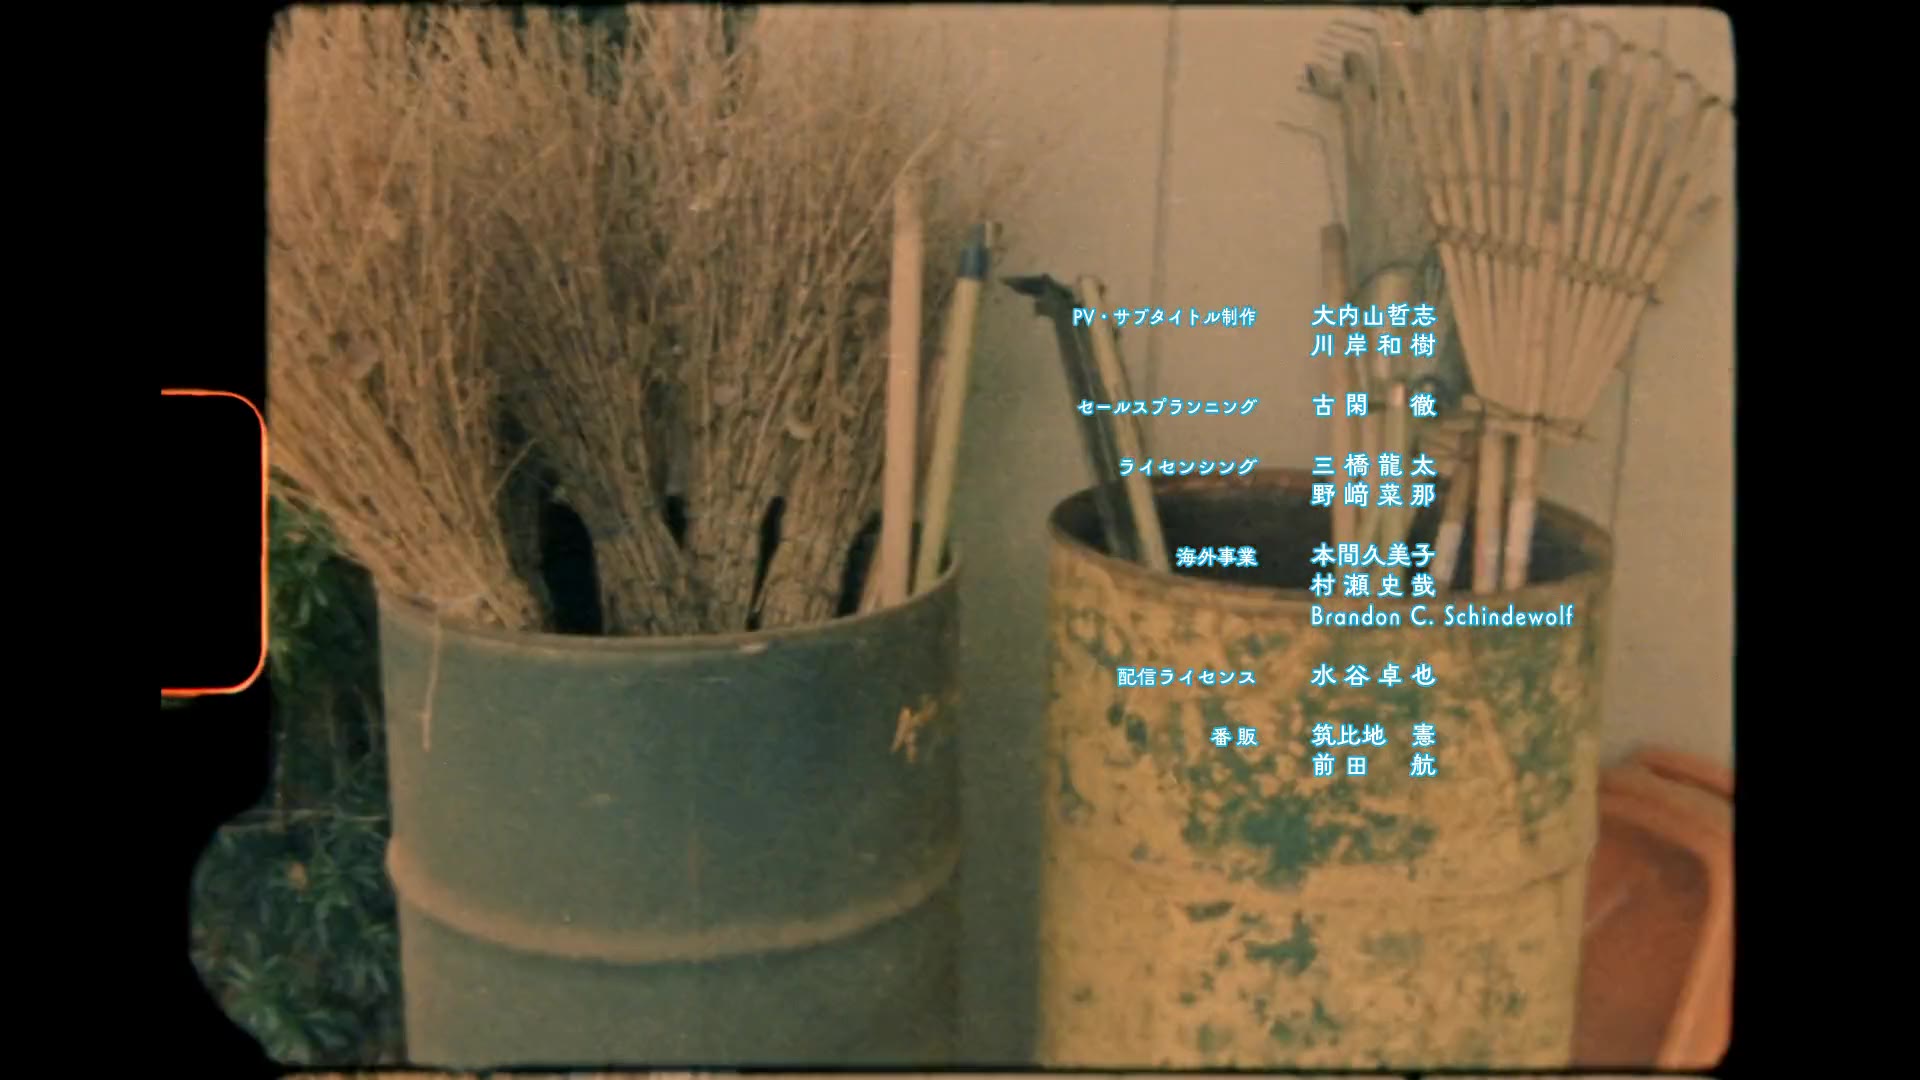 PV・サブタイトル制作 大内山哲志
川岸和樹
セールスプランニング 古閑 徹
ライセンシング 三橋龍太
野﨑菜那
海外事業 本間久美子
村瀬史哉
Brandon C. Schindewolf
配信ライセンス 水谷卓也
番販 筑比地 憲
前田 航